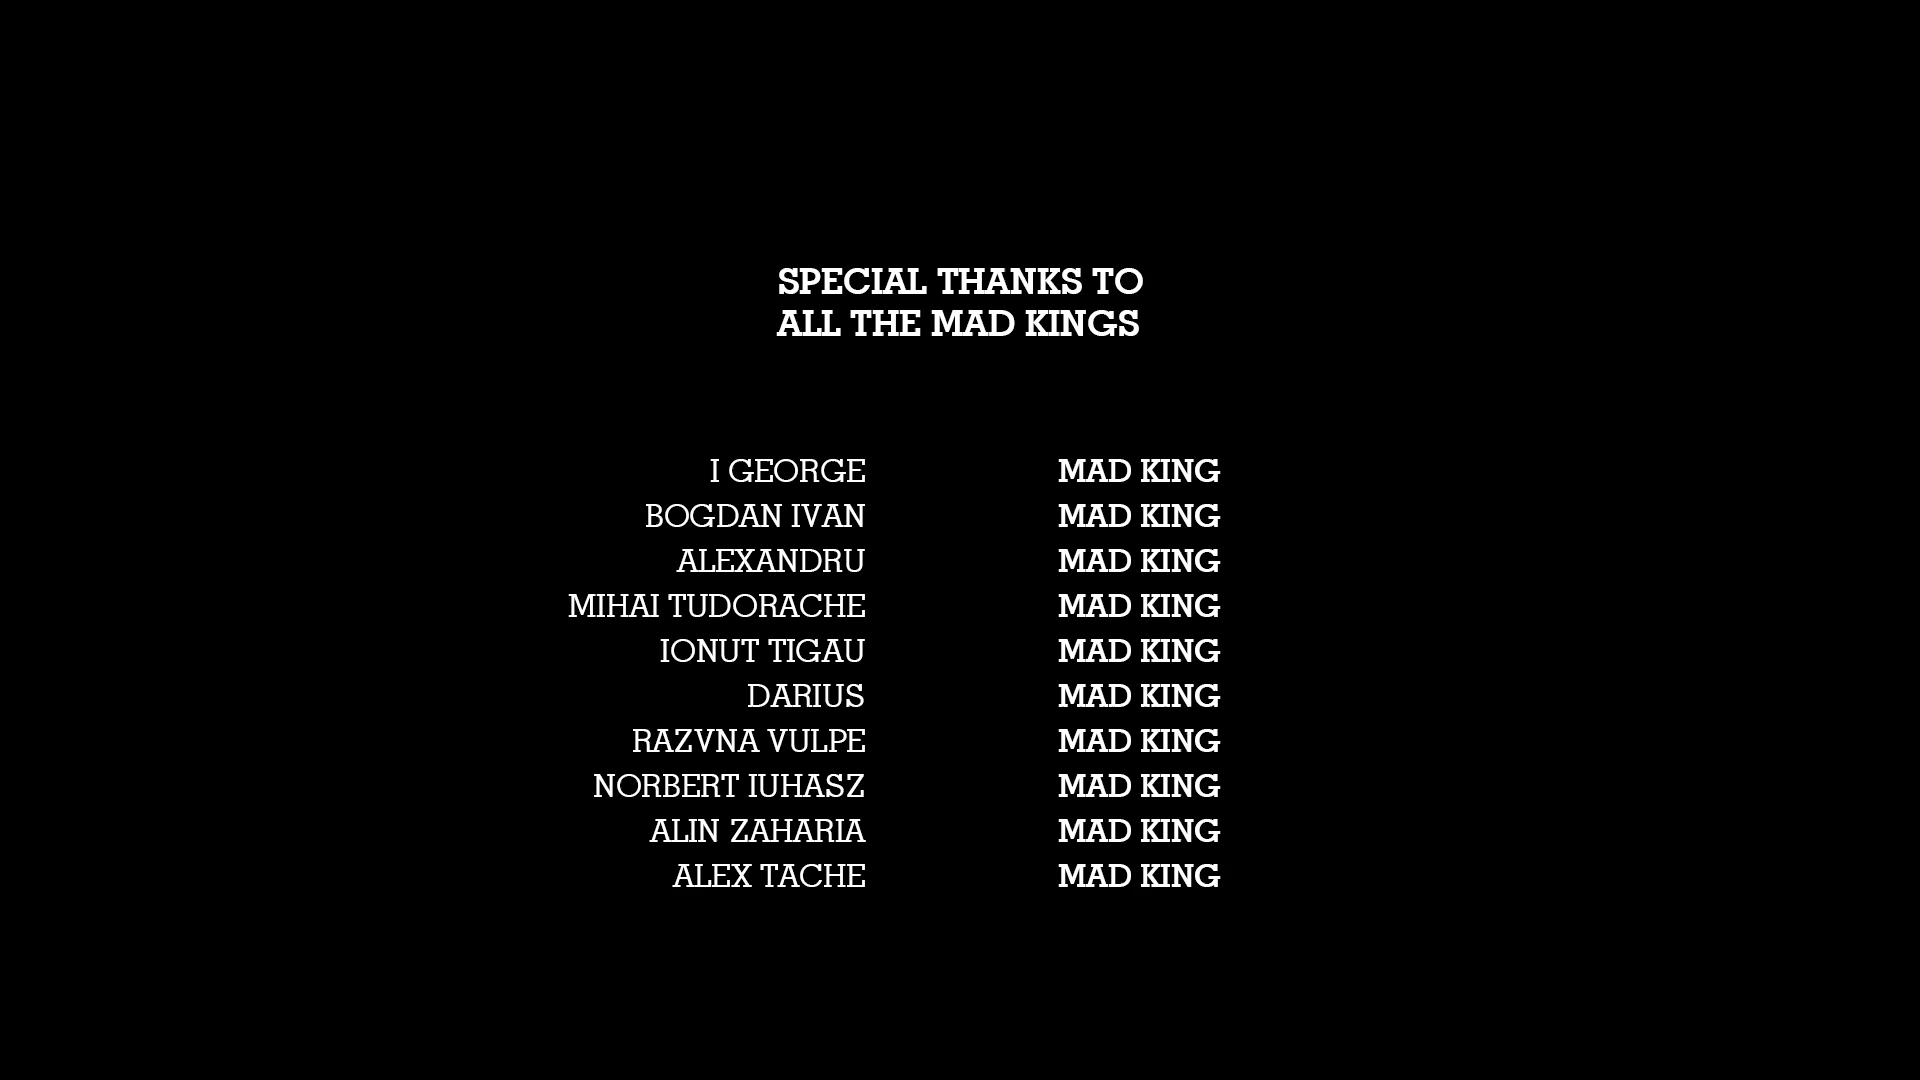 SPECIAL THANKS TO
ALL THE MAD KINGS
I GEORGE MAD KING
BOGDAN IVAN MAD KING
ALEXANDRU MAD KING
MIHAI TUDORACHE MAD KING
IONUT TIGAU MAD KING
DARIUS MAD KING
RAZVNA VULPE MAD KING
NORBERT IUHASZ MAD KING
ALIN ZAHARIA MAD KING
ALEX TACHE MAD KING